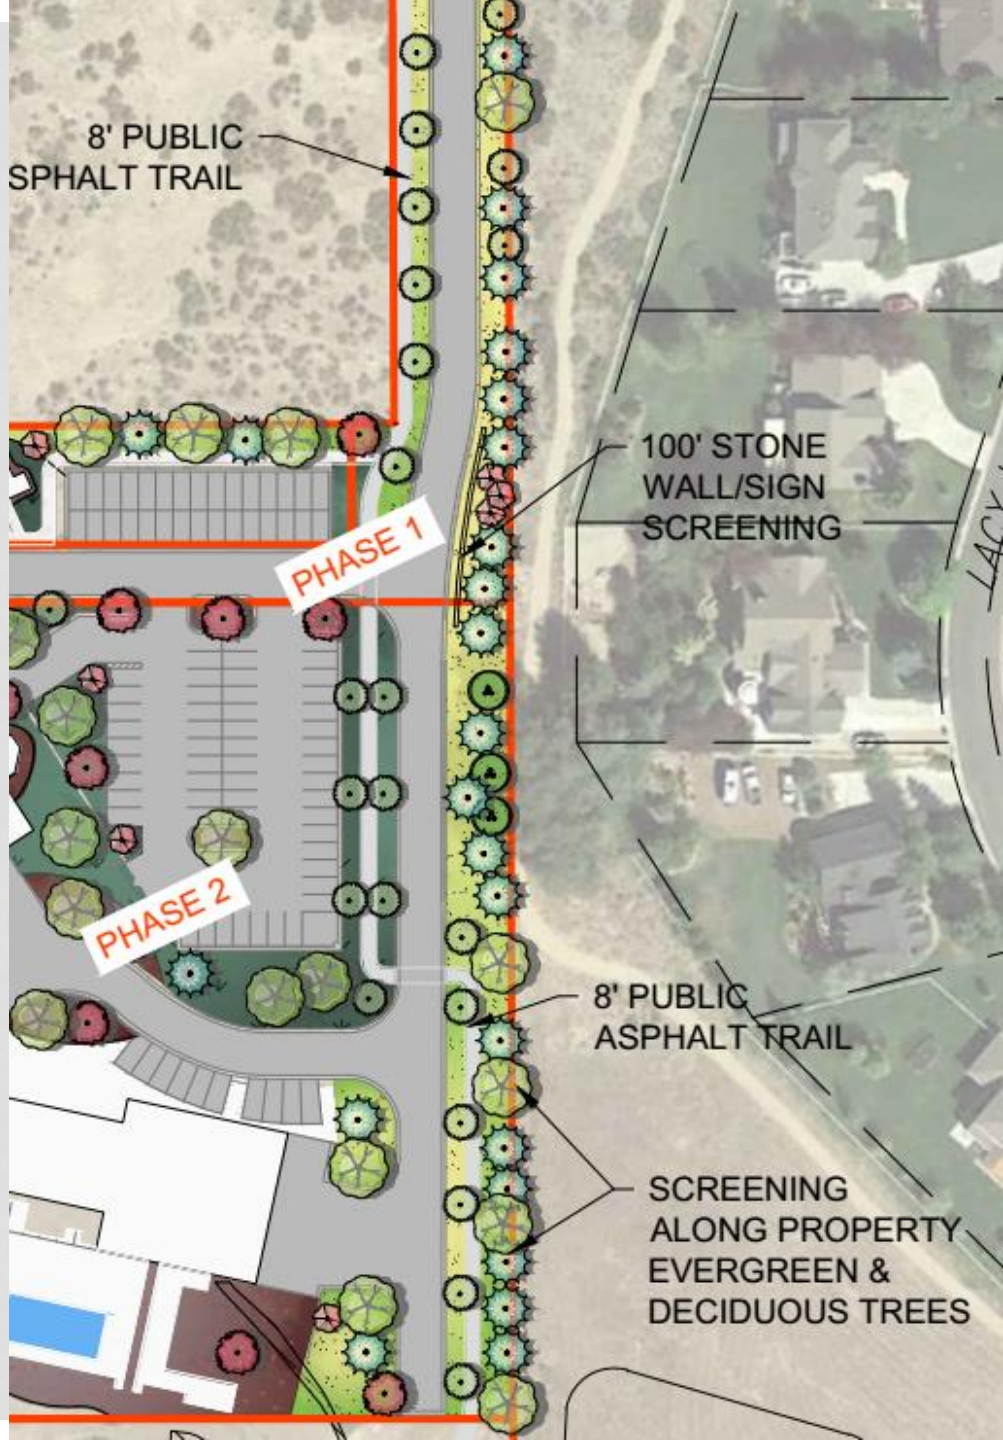 8' PUBLIC
SPHALT TRAIL
100' STONE
WALL/SIGN
SCREENING
PHASE 1
LACY
PHASE 2
8' PUBLIC
ASPHALT TRAIL
SCREENING
ALONG PROPERTY
EVERGREEN &
DECIDUOUS TREES